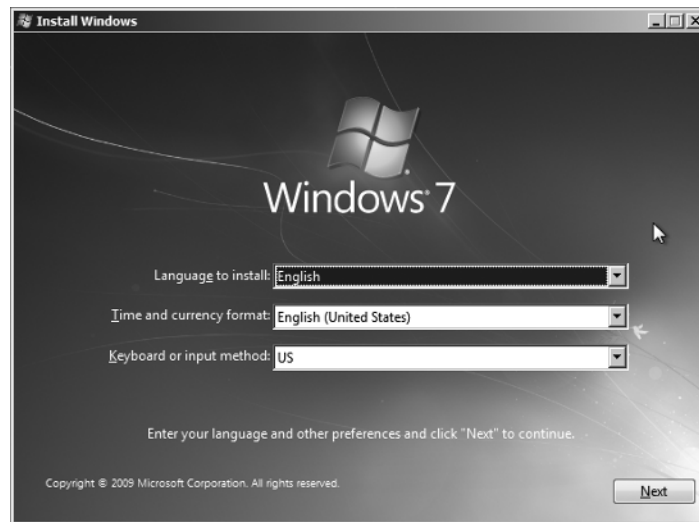 Install Windows
Windows® 7
Language to install: English
Time and currency format: English (United States)
Keyboard or input method: US
Enter your language and other preferences and click "Next" to continue.
Copyright © 2009 Microsoft Corporation. All rights reserved.
Next